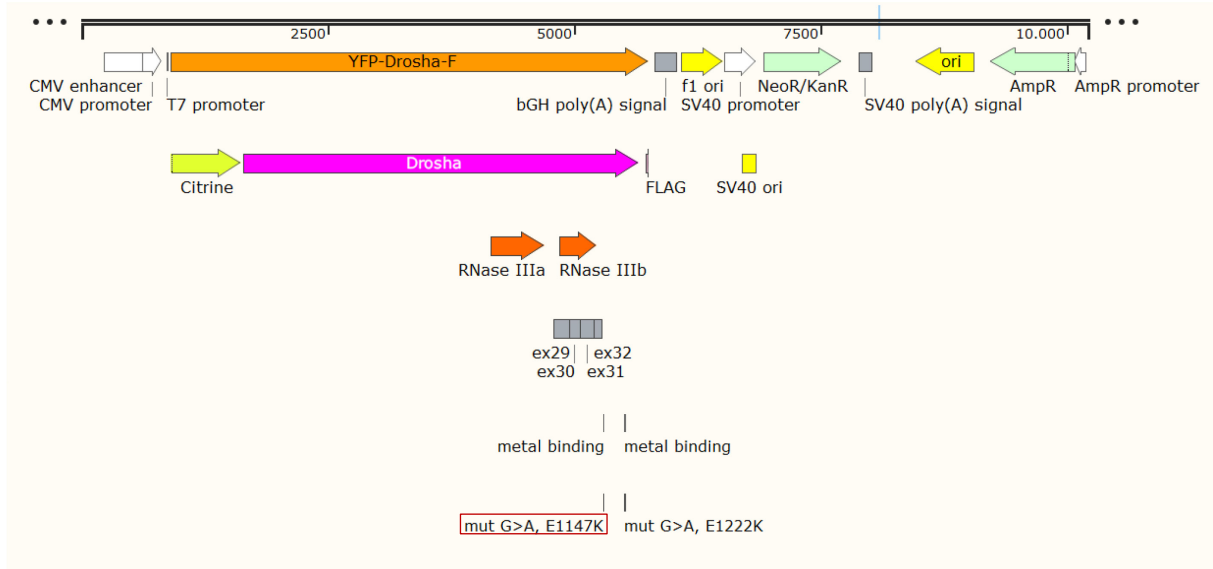 2500 5000 7500 10.000
YFP-Drosha-F ori
CMV enhancer f1 ori NeoR/KanR AmpR AmpR promoter
CMV promoter T7 promoter bGH poly(A) signal SV40 promoter SV40 poly(A) signal
Drosha
Citrine FLAG SV40 ori
RNase IIIa RNase IIIb
ex29 ex32
ex30 ex31
metal binding metal binding
mut G>A, E1147K mut G>A, E1222K